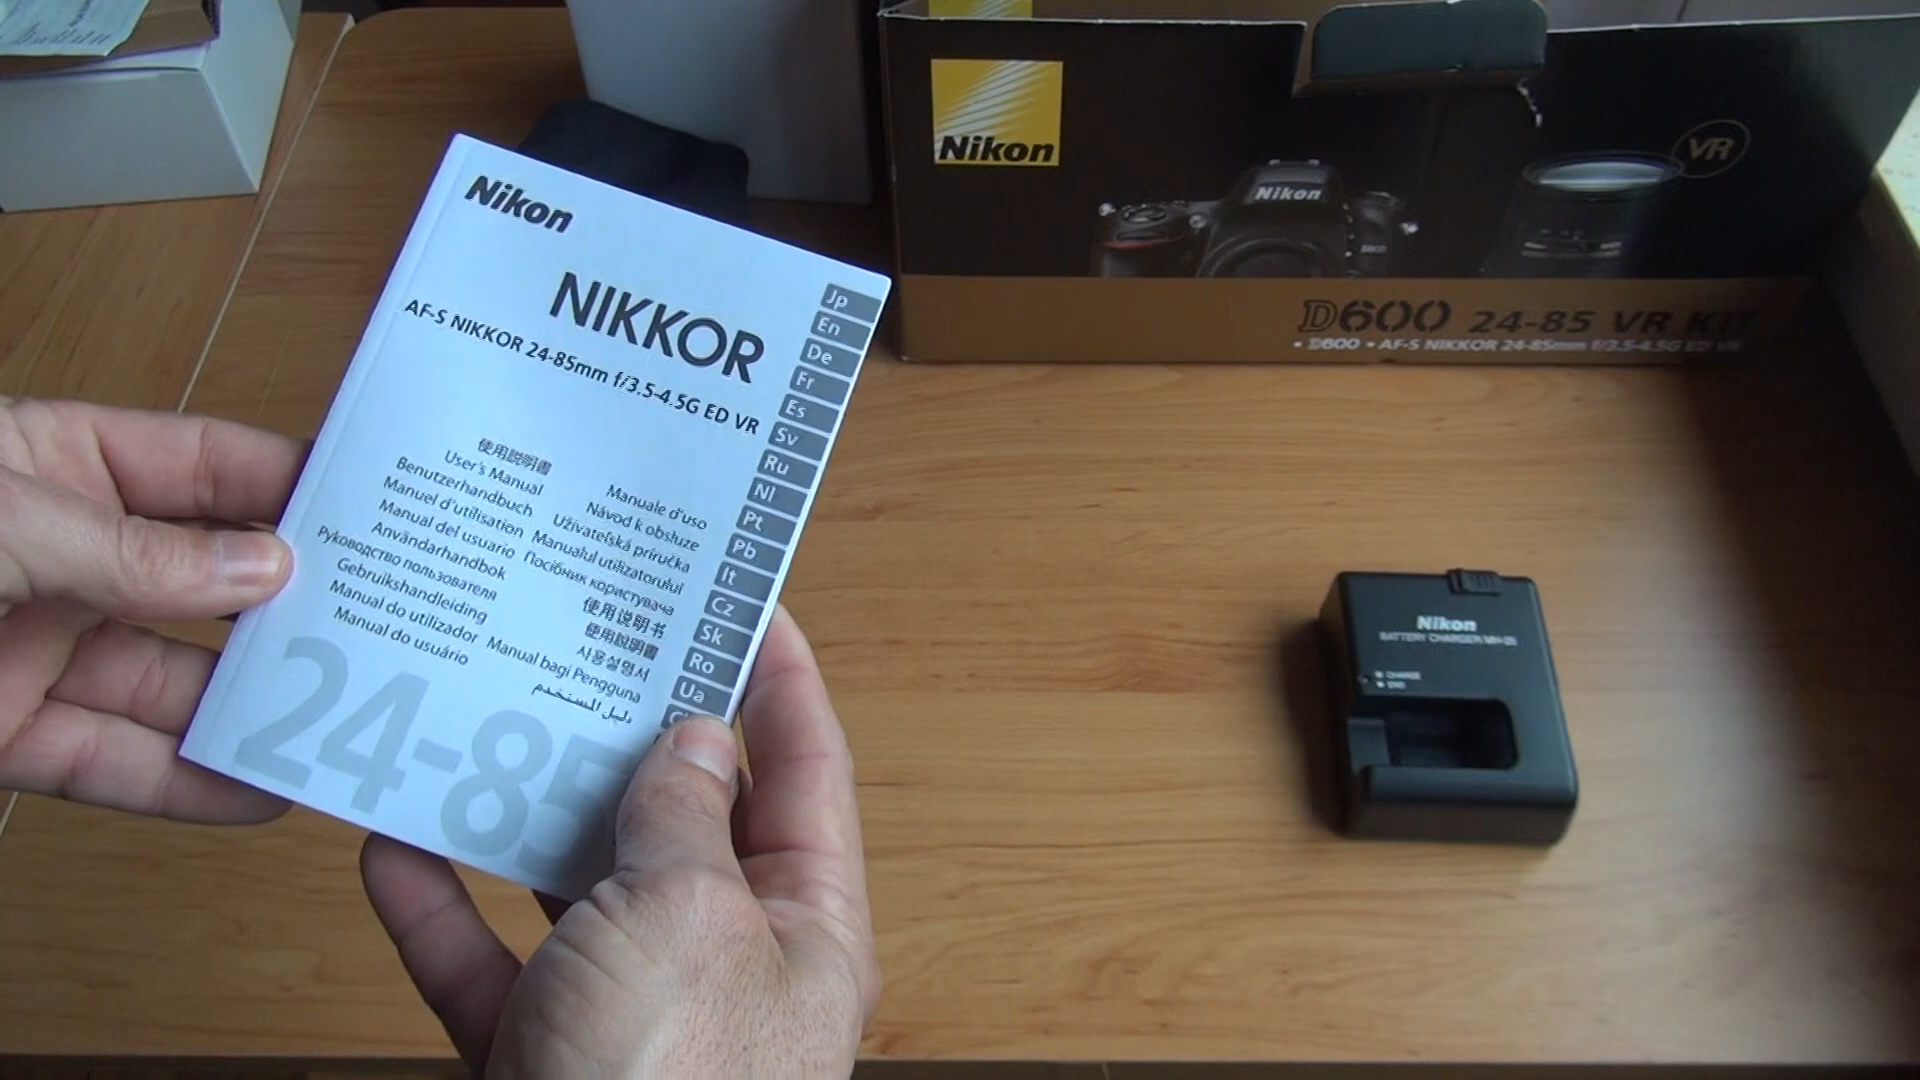 Nikon
NIKKOR
AF-S NIKKOR 24-85mm f/3.5-4.5G ED VR
使用説明書
User's Manual
Benutzerhandbuch
Manuel d'utilisation
Manual del usuario
Användarhandbok
Руководство пользователя
Gebruikshandleiding
Manual do utilizador
Manual do usuário
Manuale d'uso
Návod k obsluze
Užívateľská príručka
Manualul utilizatorului
Посібник користувача
使用说明书
使用說明書
사용설명서
Manual bagi Pengguna
دليل المستخدم
24-85
Jp
En
De
Fr
Es
Sv
Ru
Nl
Pt
Pb
It
Cz
Sk
Ro
Ua
Nikon
VR
Nikon
D600
D600 24-85 VR KIT
• D600 • AF-S NIKKOR 24-85mm f/3.5-4.5G ED VR
Nikon
BATTERY CHARGER MH-25
CHARGE
END